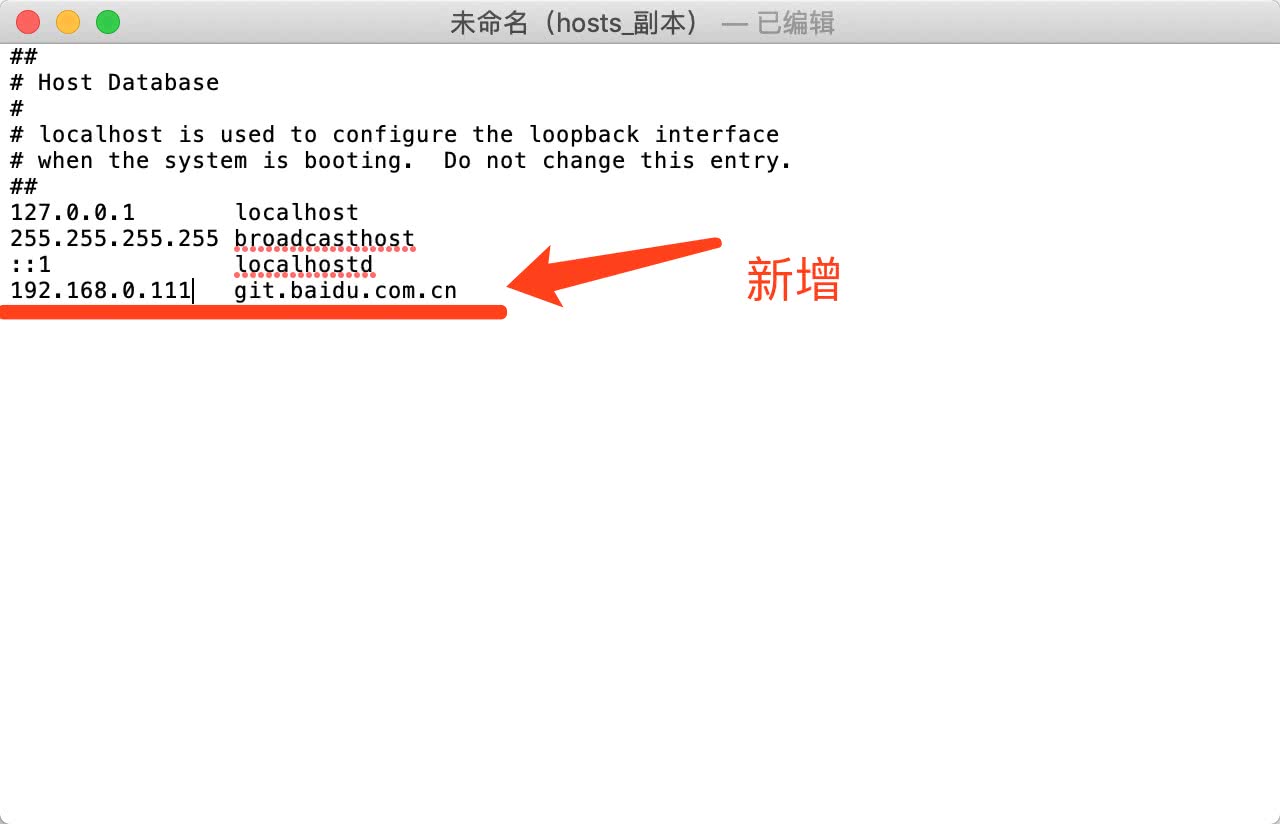 未命名（hosts_副本） — 已编辑
##
# Host Database
#
# localhost is used to configure the loopback interface
# when the system is booting.  Do not change this entry.
##
127.0.0.1       localhost
255.255.255.255 broadcasthost
::1             localhostd
192.168.0.111   git.baidu.com.cn
新增